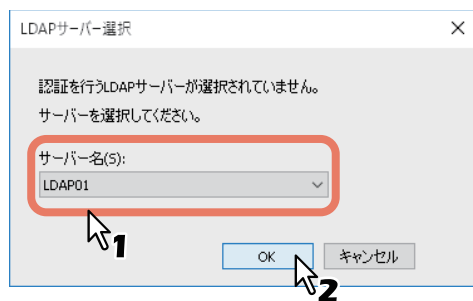 LDAPサーバー選択
認証を行うLDAPサーバーが選択されていません。
サーバーを選択してください。
サーバー名(S):
LDAP01
1
OK
キャンセル
2